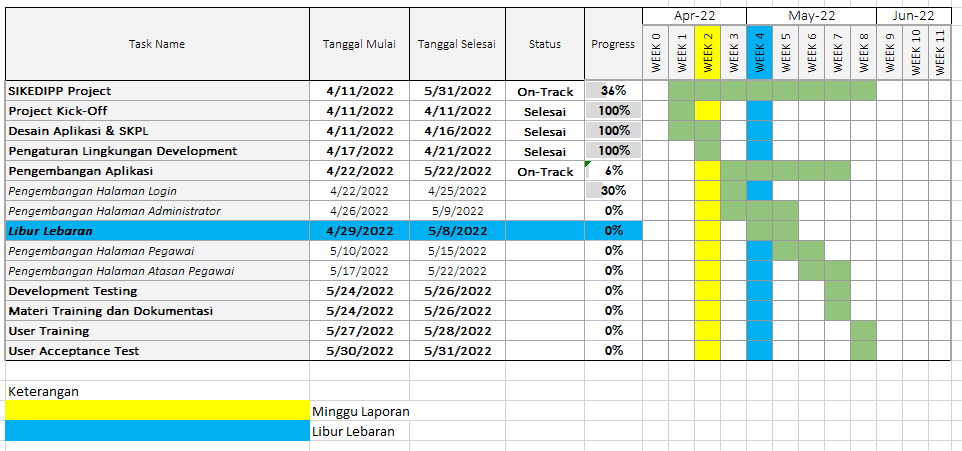 Apr-22 May-22 Jun-22
Task Name Tanggal Mulai Tanggal Selesai Status Progress WEEK 0 WEEK 1 WEEK 2 WEEK 3 WEEK 4 WEEK 5 WEEK 6 WEEK 7 WEEK 8 WEEK 9 WEEK 10 WEEK 11
SIKEDIPP Project 4/11/2022 5/31/2022 On-Track 36%
Project Kick-Off 4/11/2022 4/11/2022 Selesai 100%
Desain Aplikasi & SKPL 4/11/2022 4/16/2022 Selesai 100%
Pengaturan Lingkungan Development 4/17/2022 4/21/2022 Selesai 100%
Pengembangan Aplikasi 4/22/2022 5/22/2022 On-Track 6%
Pengembangan Halaman Login 4/22/2022 4/25/2022 30%
Pengembangan Halaman Administrator 4/26/2022 5/9/2022 0%
Libur Lebaran 4/29/2022 5/8/2022 0%
Pengembangan Halaman Pegawai 5/10/2022 5/15/2022 0%
Pengembangan Halaman Atasan Pegawai 5/17/2022 5/22/2022 0%
Development Testing 5/24/2022 5/26/2022 0%
Materi Training dan Dokumentasi 5/24/2022 5/26/2022 0%
User Training 5/27/2022 5/28/2022 0%
User Acceptance Test 5/30/2022 5/31/2022 0%
Keterangan
Minggu Laporan
Libur Lebaran